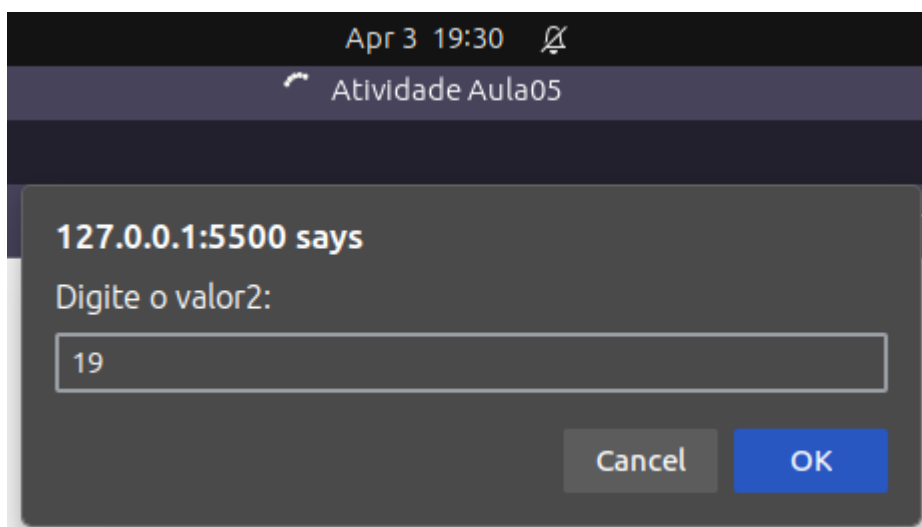 Apr 3 19:30
Atividade Aula05
127.0.0.1:5500 says
Digite o valor2:
19
Cancel OK